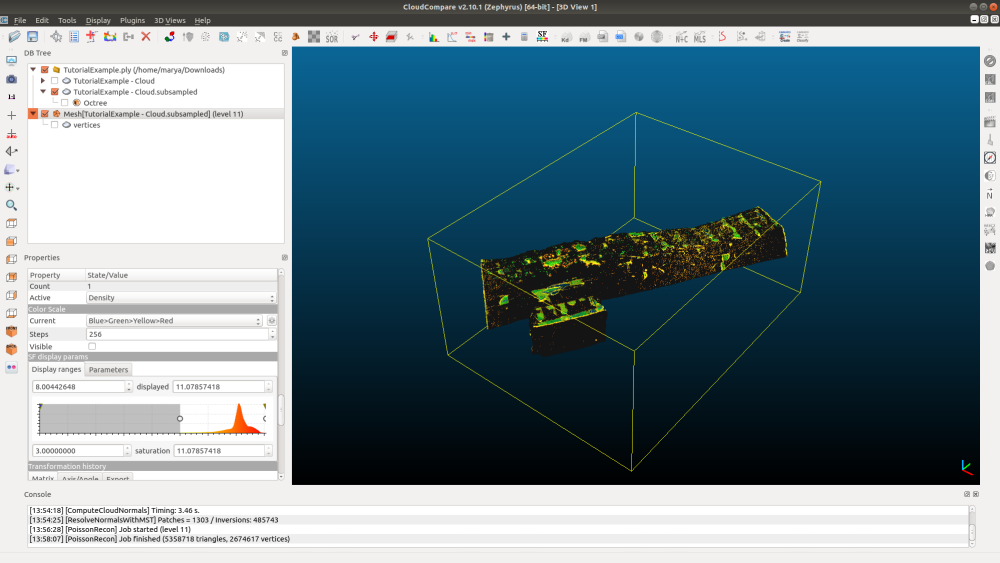 CloudCompare v2.10.1 (Zephyrus) [64-bit] - [3D View 1]
File Edit Tools Display Plugins 3D Views Help
SOR SF Kd FM N+C MLS
DB Tree
1:1
TutorialExample.ply (/home/marya/Downloads)
TutorialExample - Cloud
TutorialExample - Cloud.subsampled
Octree
Mesh[TutorialExample - Cloud.subsampled] (level 11)
vertices
N
Properties
Property State/Value
Count 1
Active Density
Color Scale
Current Blue>Green>Yellow>Red
Steps 256
Visible
SF display params
Display ranges Parameters
8.00442648 displayed 11.07857418
3.00000000 saturation 11.07857418
Transformation history
Matrix Axis/Angle Export
Console
[13:54:18] [ComputeCloudNormals] Timing: 3.46 s.
[13:54:25] [ResolveNormalsWithMST] Patches = 1303 / Inversions: 485743
[13:56:28] [PoissonRecon] Job started (level 11)
[13:58:07] [PoissonRecon] Job finished (5358718 triangles, 2674617 vertices)